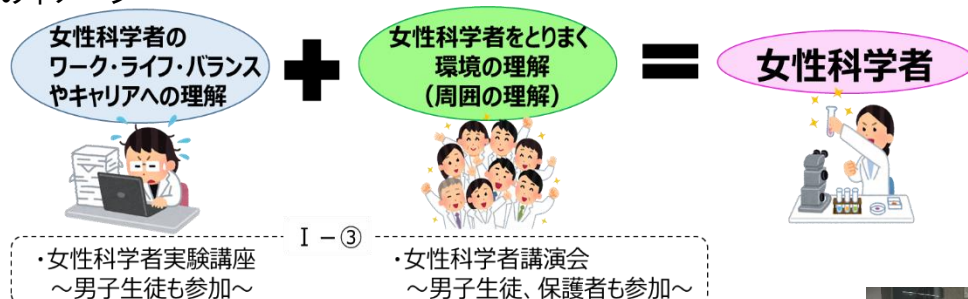 女性科学者の
ワーク・ライフ・バランス
やキャリアへの理解
+
女性科学者をとりまく
環境の理解
（周囲の理解）
=
女性科学者
Ⅰ－③
・女性科学者実験講座
～男子生徒も参加～
・女性科学者講演会
～男子生徒、保護者も参加～